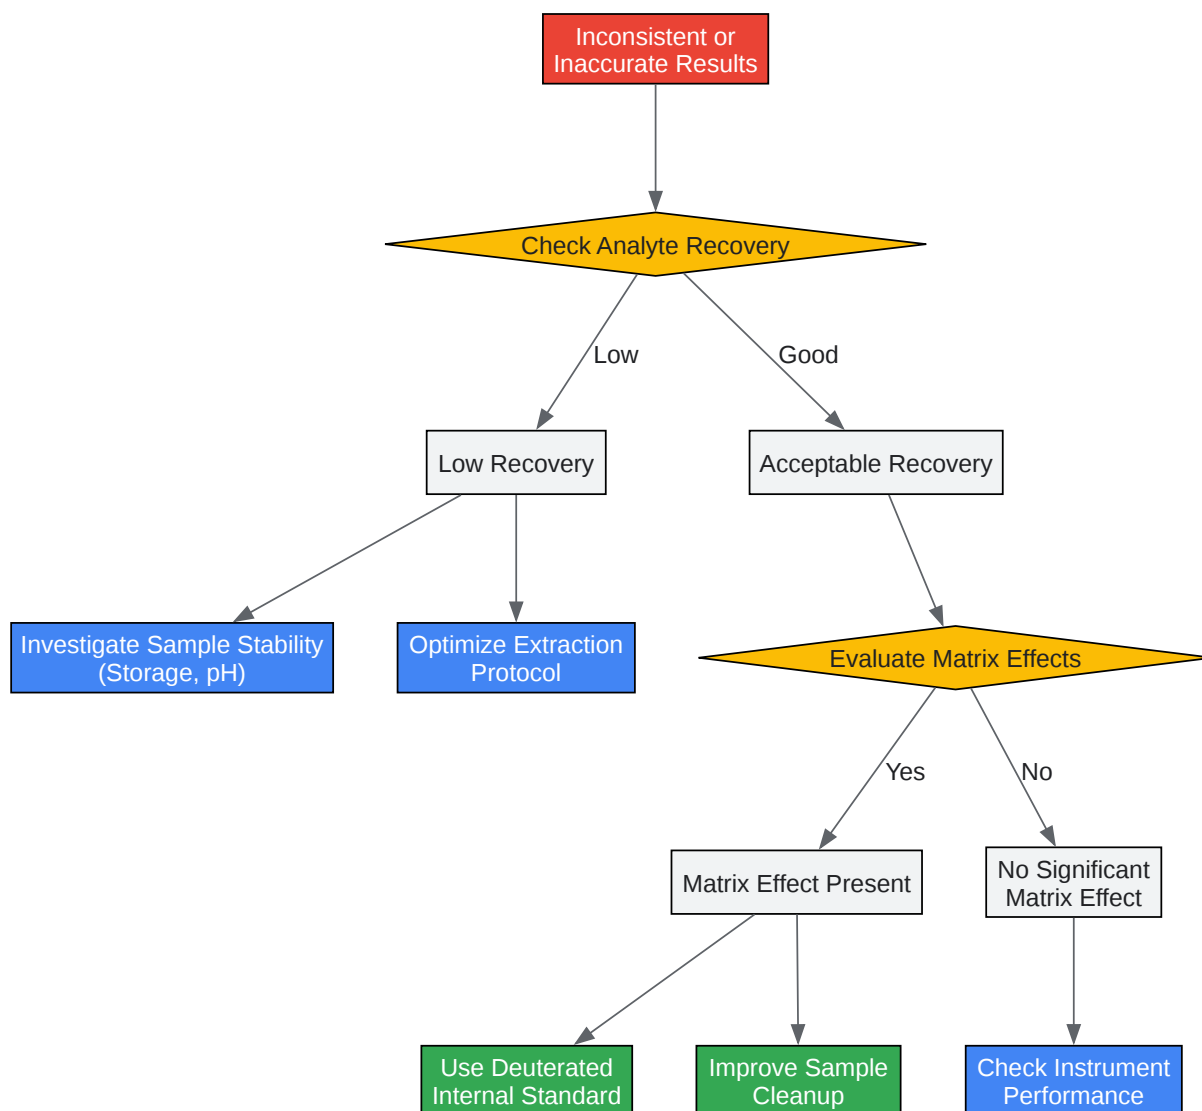 Inconsistent or
Inaccurate Results
Check Analyte Recovery
Low
Good
Low Recovery
Acceptable Recovery
Investigate Sample Stability
(Storage, pH)
Optimize Extraction
Protocol
Evaluate Matrix Effects
Yes
No
Matrix Effect Present
No Significant
Matrix Effect
Use Deuterated
Internal Standard
Improve Sample
Cleanup
Check Instrument
Performance